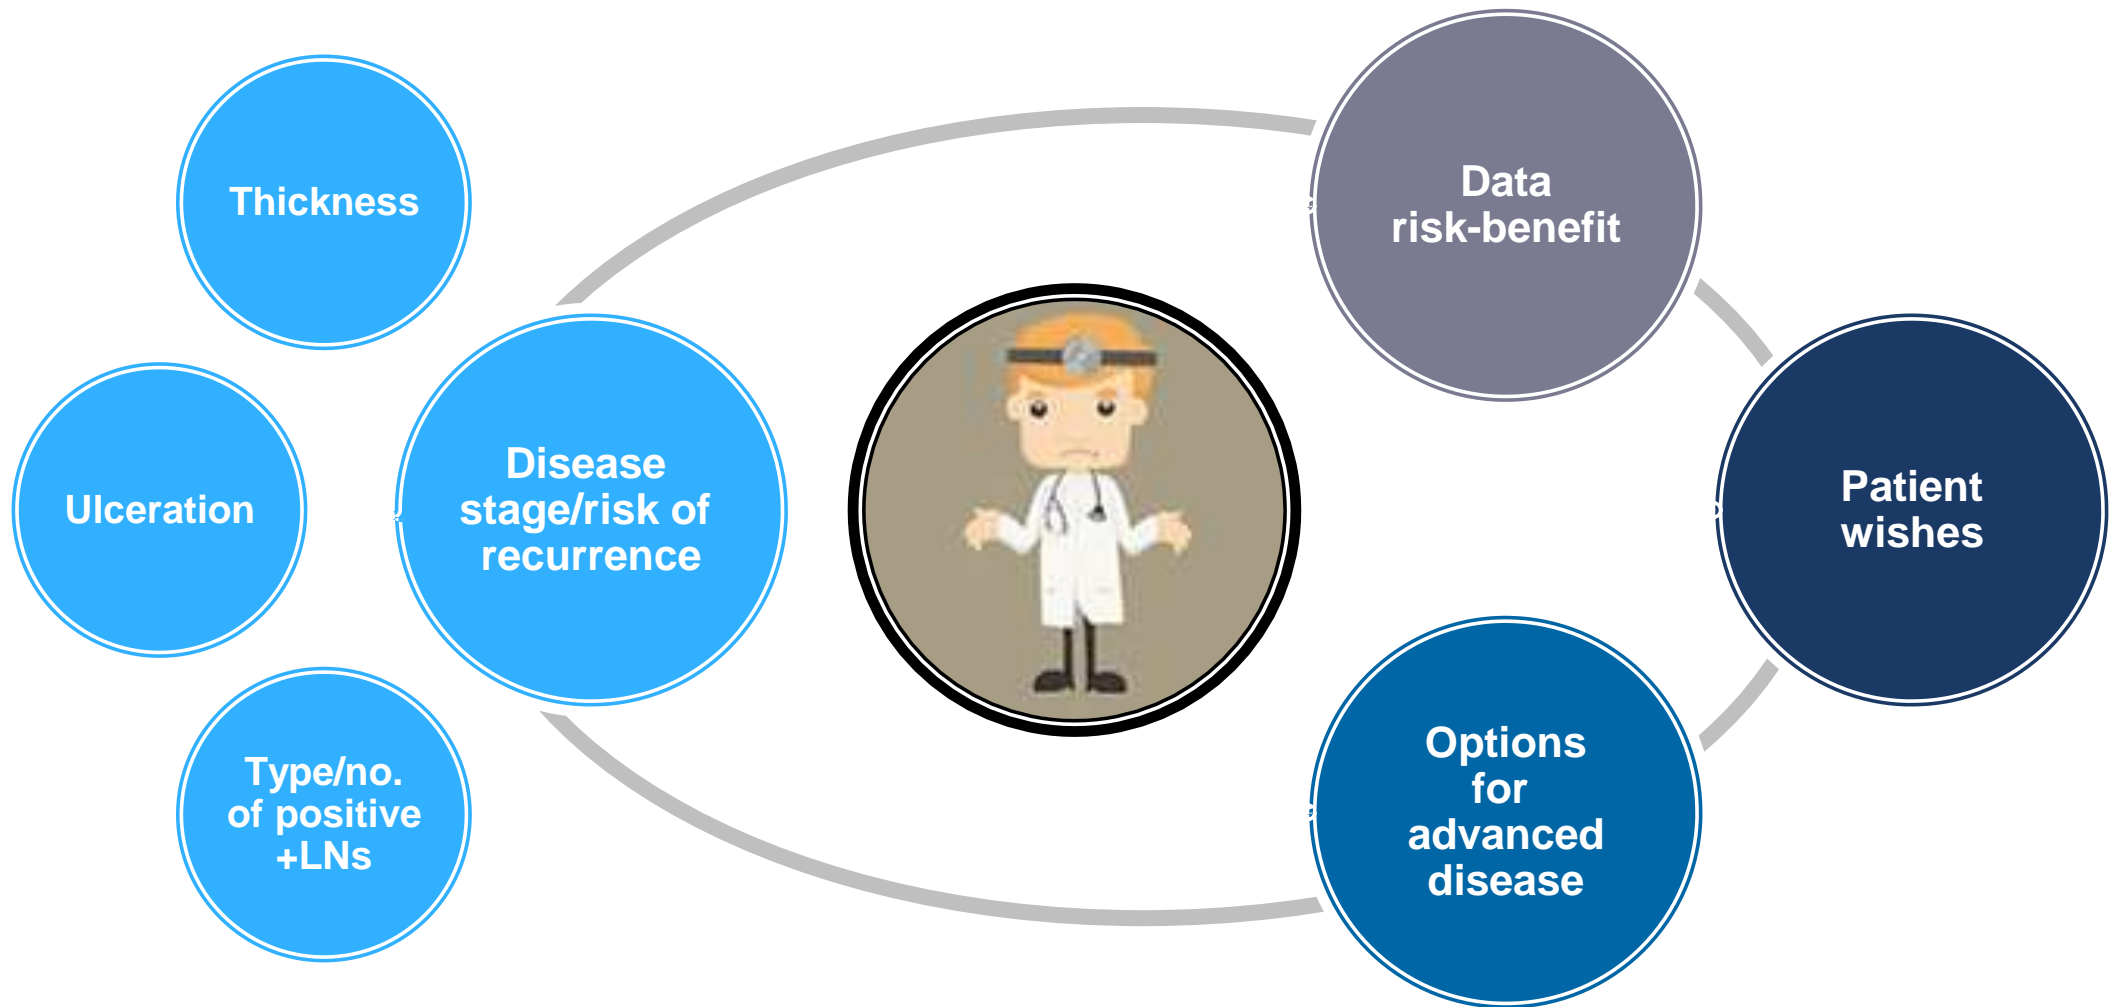 Thickness
Ulceration
Type/no.
of positive
+LNs
Disease
stage/risk of
recurrence
Data
risk-benefit
Patient
wishes
Options
for
advanced
disease